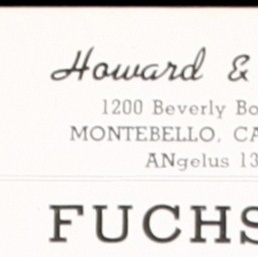 Howard &
1200 Beverly Bo
MONTEBELLO, CA
ANgelus 13
FUCHS